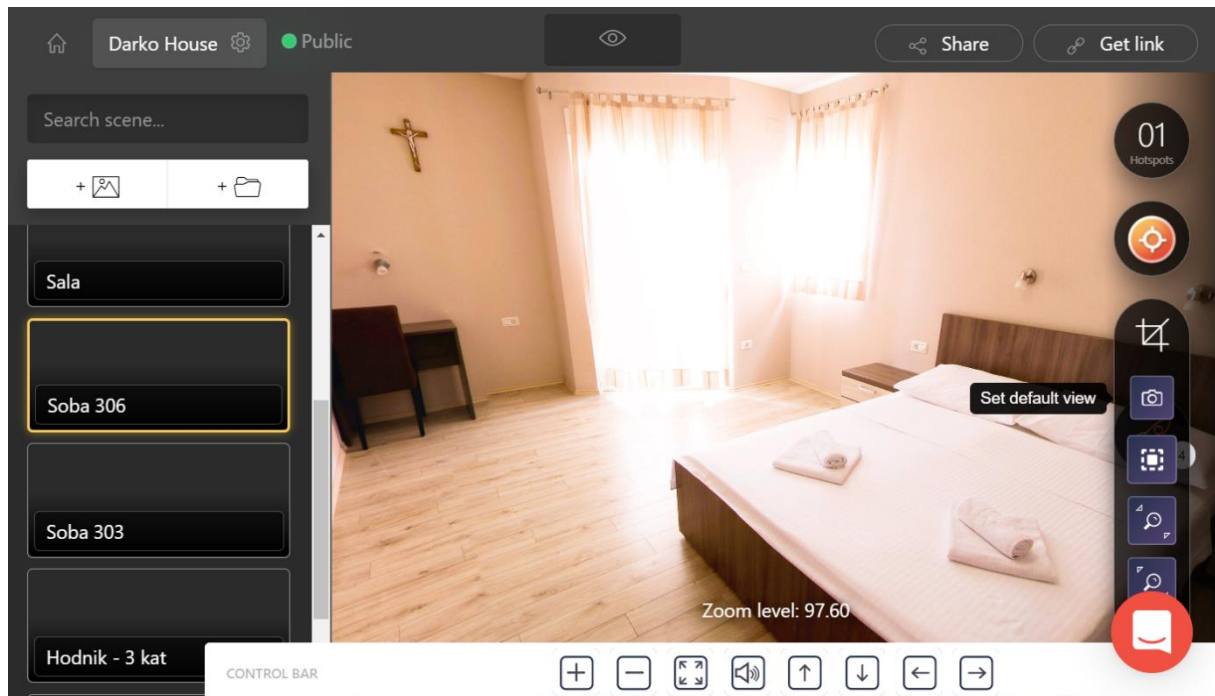 Darko House
Public
Share
Get link
Search scene...
01
Hotspots
Sala
Soba 306
Set default view
4
Soba 303
Zoom level: 97.60
Hodnik - 3 kat
CONTROL BAR